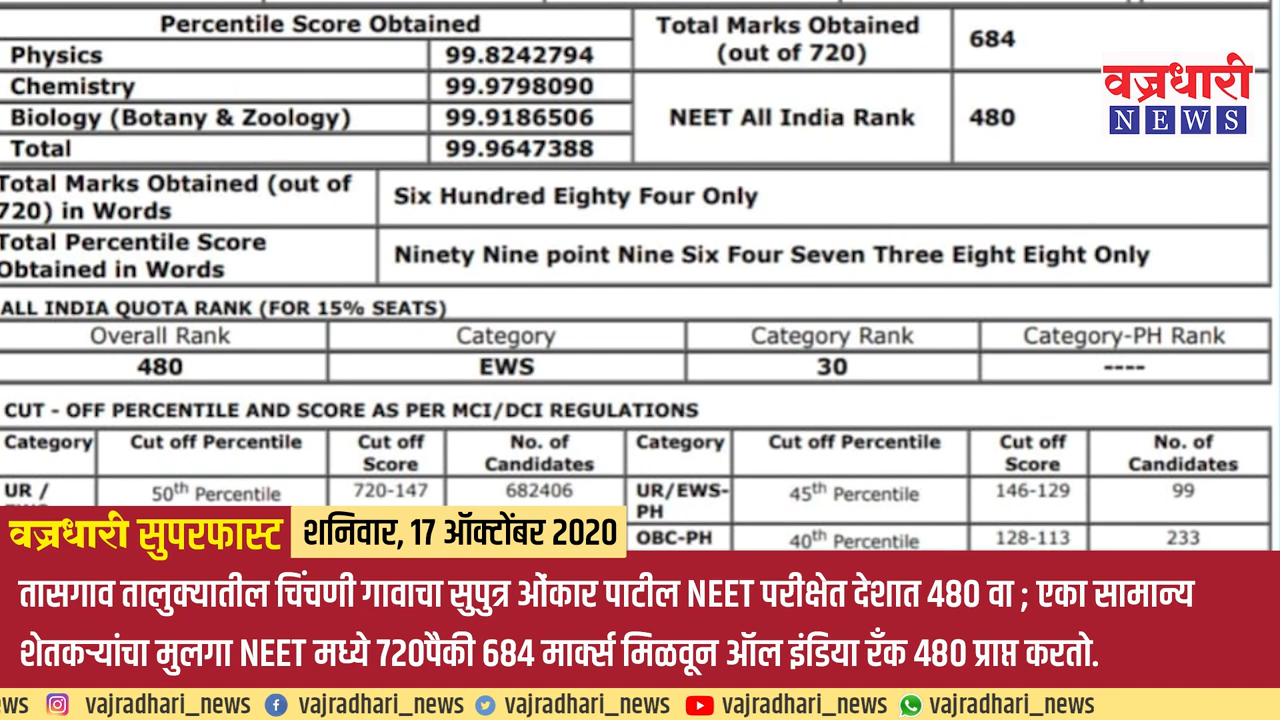 Percentile Score Obtained
Total Marks Obtained (out of 720)
684
Physics 99.8242794
Chemistry 99.9798090
Biology (Botany & Zoology) 99.9186506
Total 99.9647388
NEET All India Rank 480
वज्रधारी
NEWS
Total Marks Obtained (out of 720) in Words
Six Hundred Eighty Four Only
Total Percentile Score Obtained in Words
Ninety Nine point Nine Six Four Seven Three Eight Eight Only
ALL INDIA QUOTA RANK (FOR 15% SEATS)
Overall Rank Category Category Rank Category-PH Rank
480 EWS 30 ----
CUT - OFF PERCENTILE AND SCORE AS PER MCI/DCI REGULATIONS
Category Cut off Percentile Cut off Score No. of Candidates Category Cut off Percentile Cut off Score No. of Candidates
UR / 50th Percentile 720-147 682406 UR/EWS-PH 45th Percentile 146-129 99
OBC-PH 40th Percentile 128-113 233
वज्रधारी सुपरफास्ट शनिवार, 17 ऑक्टोंबर 2020
तासगाव तालुक्यातील चिंचणी गावाचा सुपुत्र ओंकार पाटील NEET परीक्षेत देशात 480 वा ; एका सामान्य
शेतकऱ्यांचा मुलगा NEET मध्ये 720पैकी 684 मार्क्स मिळवून ऑल इंडिया रँक 480 प्राप्त करतो.
ws vajradhari_news vajradhari_news vajradhari_news vajradhari_news vajradhari_news